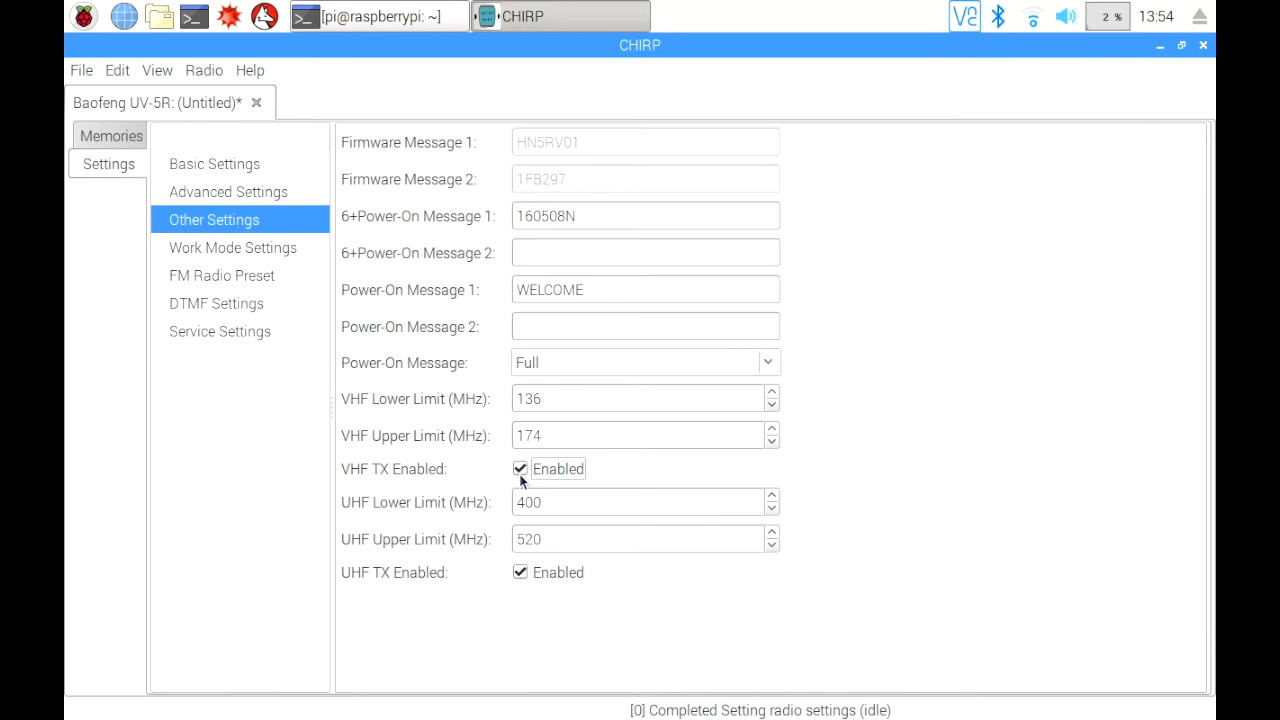 [pi@raspberrypi: ~]
CHIRP
2 %
13:54
CHIRP
File Edit View Radio Help
Baofeng UV-5R: (Untitled)*
Memories
Settings
Basic Settings
Advanced Settings
Other Settings
Work Mode Settings
FM Radio Preset
DTMF Settings
Service Settings
Firmware Message 1: HN5RV01
Firmware Message 2: 1FB297
6+Power-On Message 1: 160508N
6+Power-On Message 2:
Power-On Message 1: WELCOME
Power-On Message 2:
Power-On Message: Full
VHF Lower Limit (MHz): 136
VHF Upper Limit (MHz): 174
VHF TX Enabled: Enabled
UHF Lower Limit (MHz): 400
UHF Upper Limit (MHz): 520
UHF TX Enabled: Enabled
[0] Completed Setting radio settings (idle)